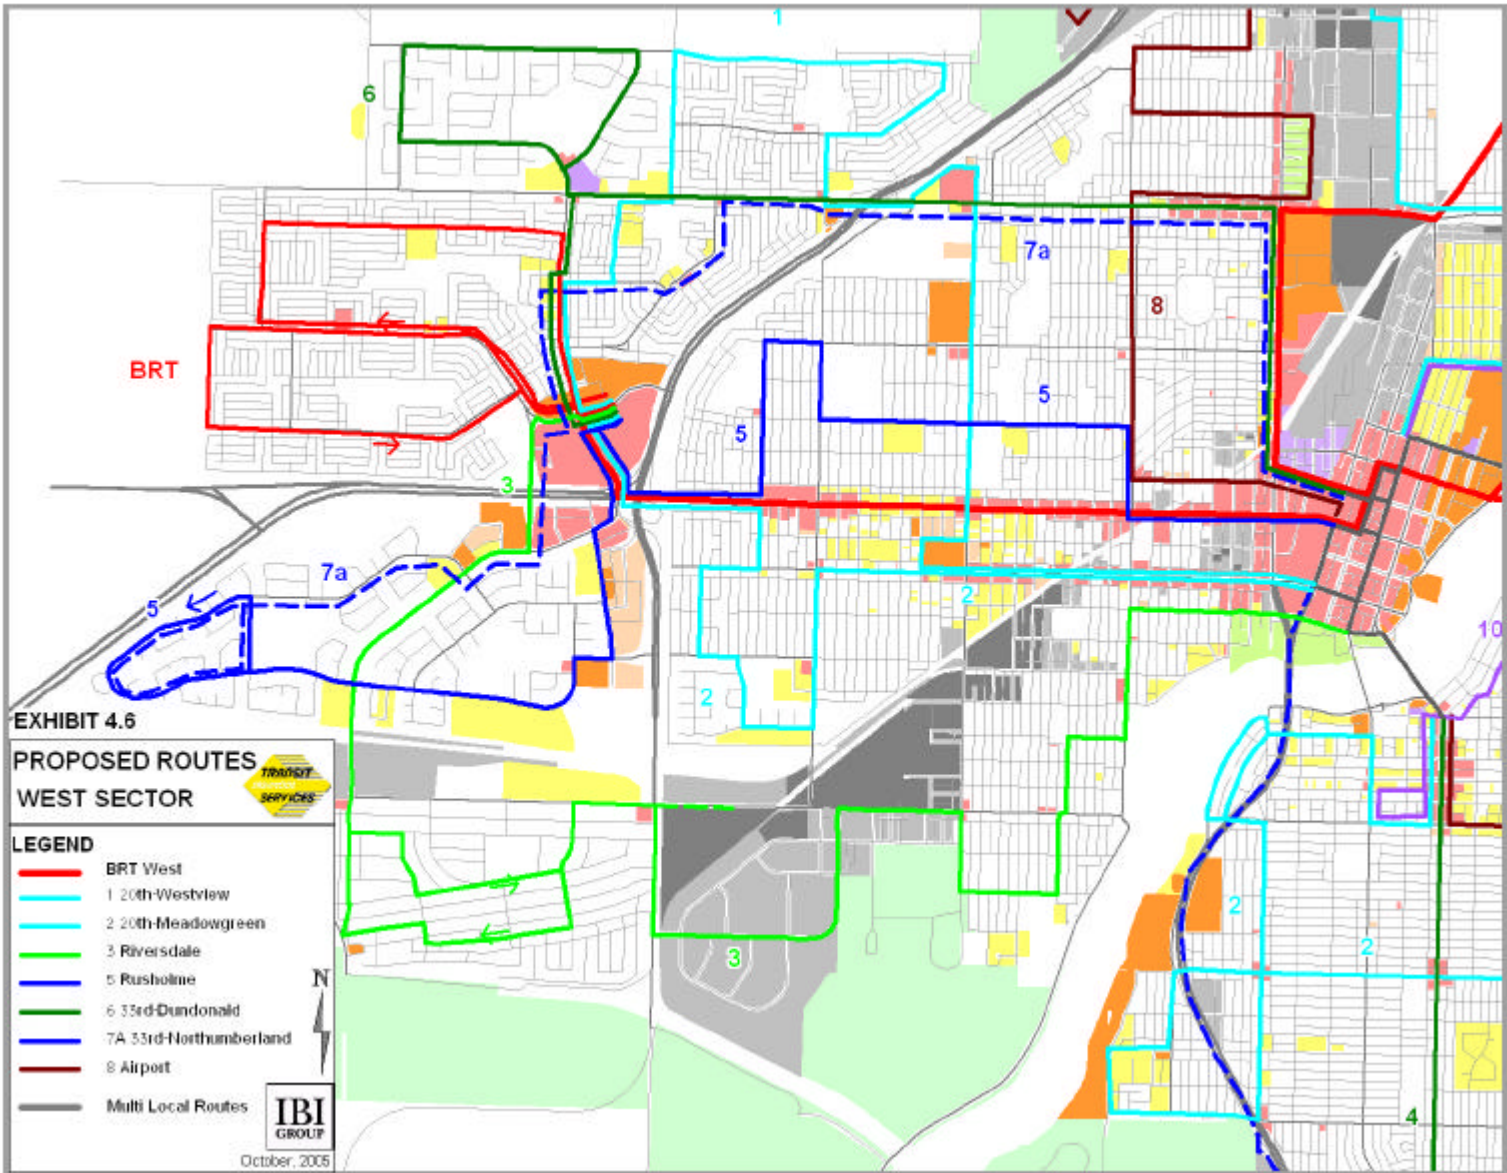 1
6
7a
8
BRT
5
5
3
7a
5
2
2
10
EXHIBIT 4.6
PROPOSED ROUTES
WEST SECTOR
TRANSIT
SERVICES
LEGEND
BRT West
1 20th-Westview
2 20th-Meadowgreen
3 Riversdale
5 Rusholme
6 33rd-Dundonald
7A 33rd-Northumberland
8 Airport
Multi Local Routes
N
IBI
GROUP
October, 2005
3
2
2
4